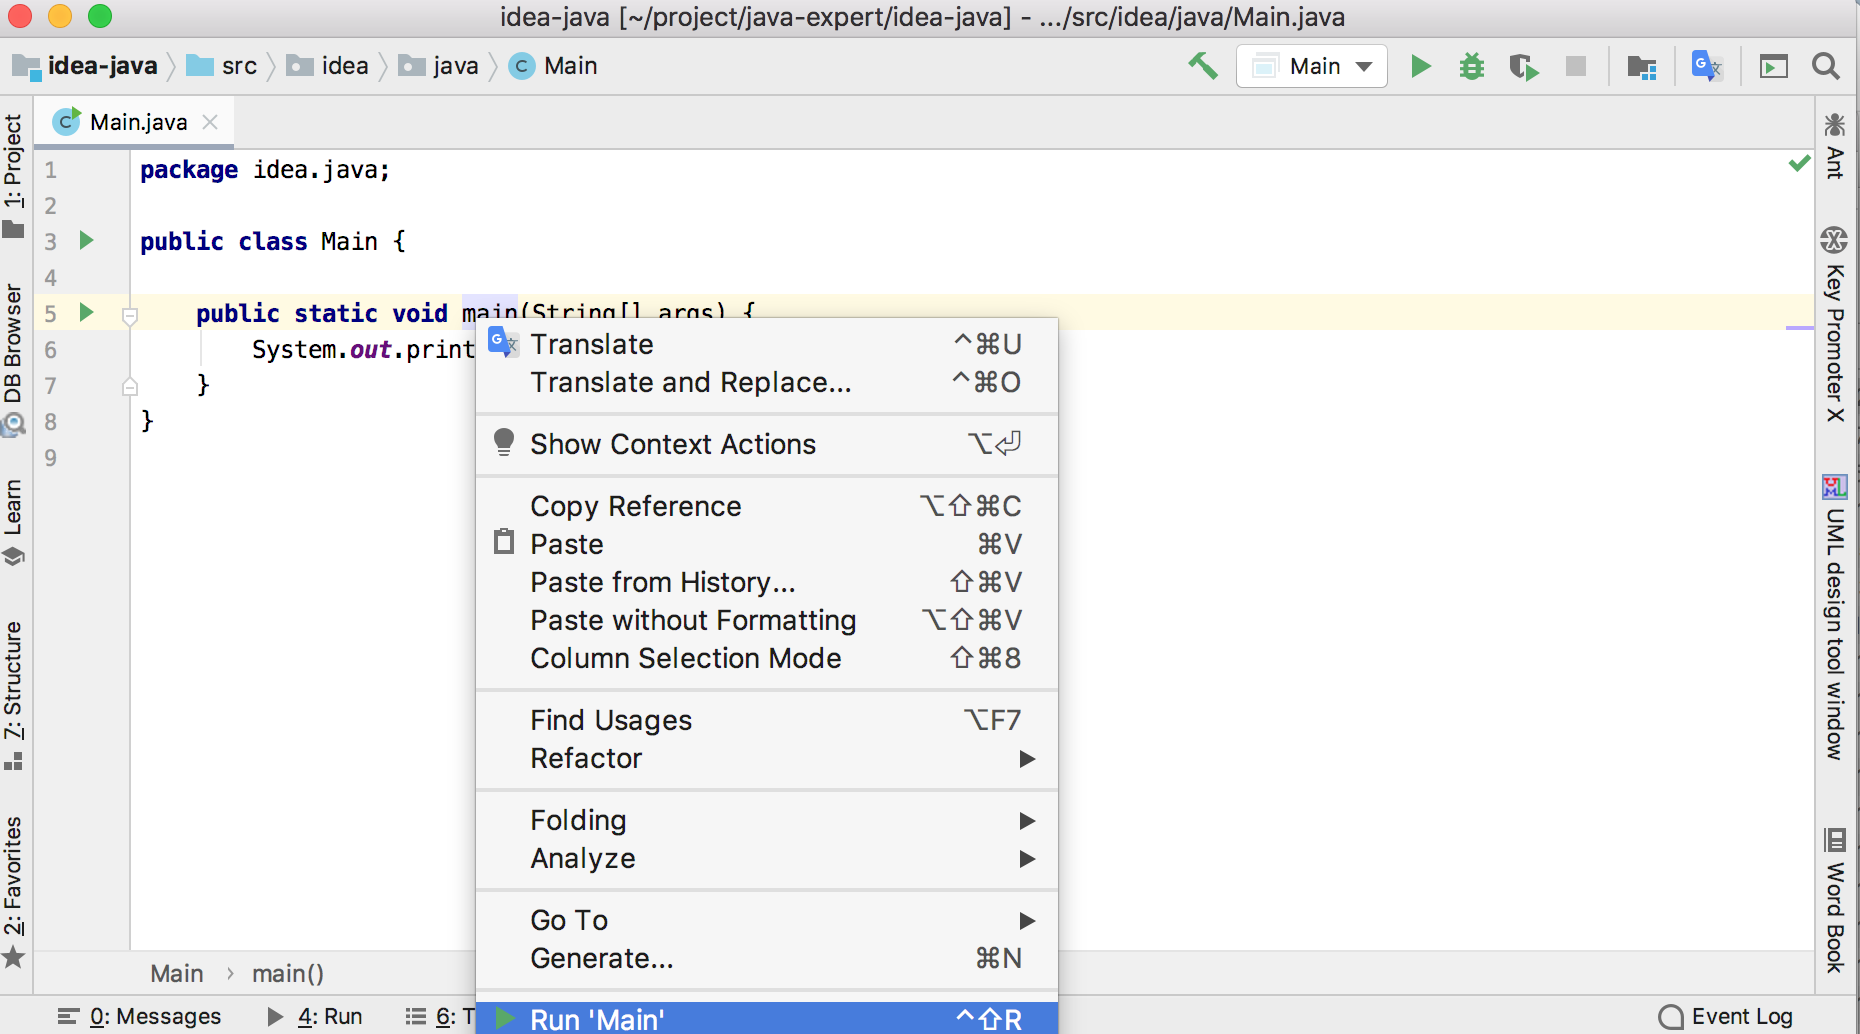 idea-java [~/project/java-expert/idea-java] - .../src/idea/java/Main.java
idea-java src idea java C Main
Main
Main.java
1 package idea.java;
2
3 public class Main {
4
5 public static void main(String[] args) {
6 System.out.print
7 }
8 }
9
Translate ^⌘U
Translate and Replace... ^⌘O
Show Context Actions ⌥⏎
Copy Reference ⌥⇧⌘C
Paste ⌘V
Paste from History... ⇧⌘V
Paste without Formatting ⌥⇧⌘V
Column Selection Mode ⇧⌘8
Find Usages ⌥F7
Refactor
Folding
Analyze
Go To
Generate... ⌘N
Run 'Main' ^⇧R
1: Project
DB Browser
Learn
7: Structure
2: Favorites
Ant
Key Promoter X
UML
UML design tool window
Word Book
Main › main()
0: Messages
4: Run
6: T
Event Log